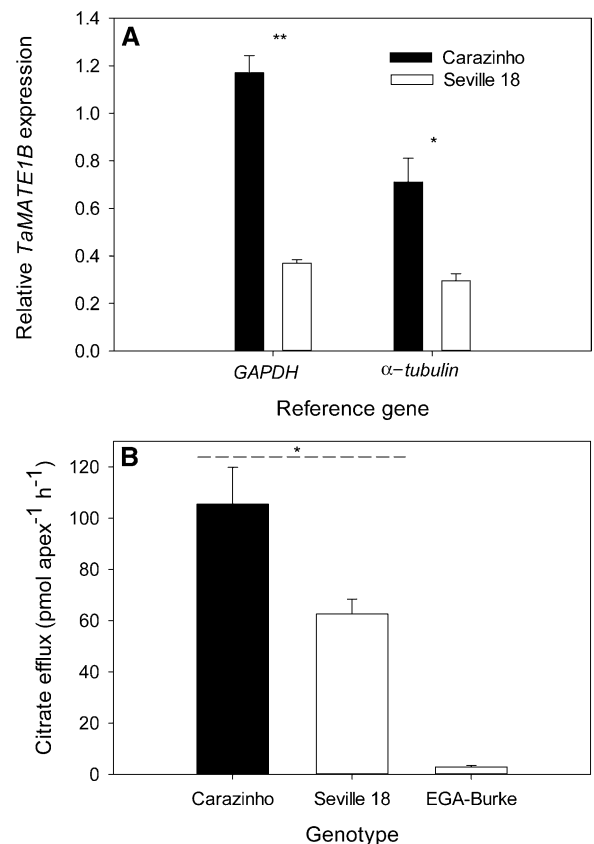 A
**
Carazinho
Seville 18
*
1.4
1.2
1.0
0.8
0.6
0.4
0.2
0.0
Relative TaMATE1B expression
GAPDH
α−tubulin
Reference gene
B
*
120
100
80
60
40
20
0
Citrate efflux (pmol apex⁻¹ h⁻¹)
Carazinho
Seville 18
EGA-Burke
Genotype